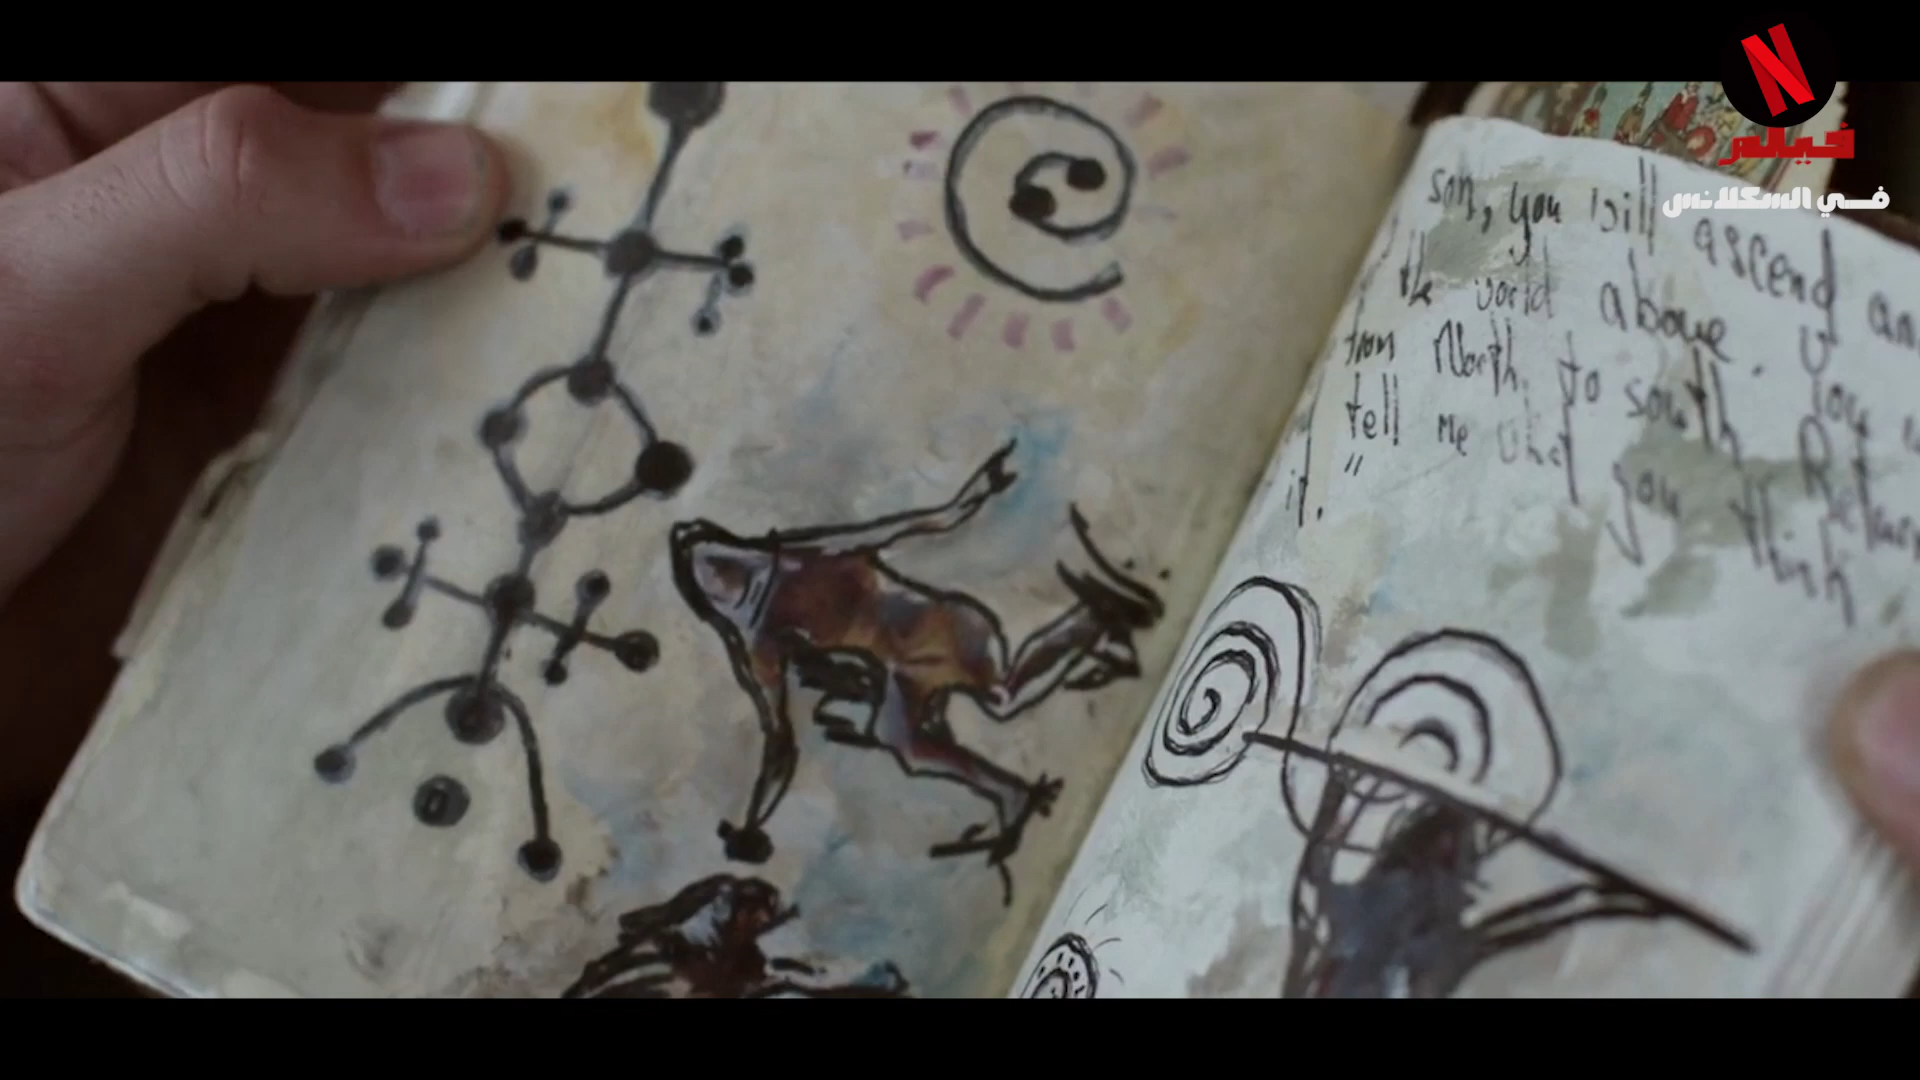 فيلم
في السكلانس
son, you will ascend an
the world above. You
from North to south Return
tell me what you think
it."